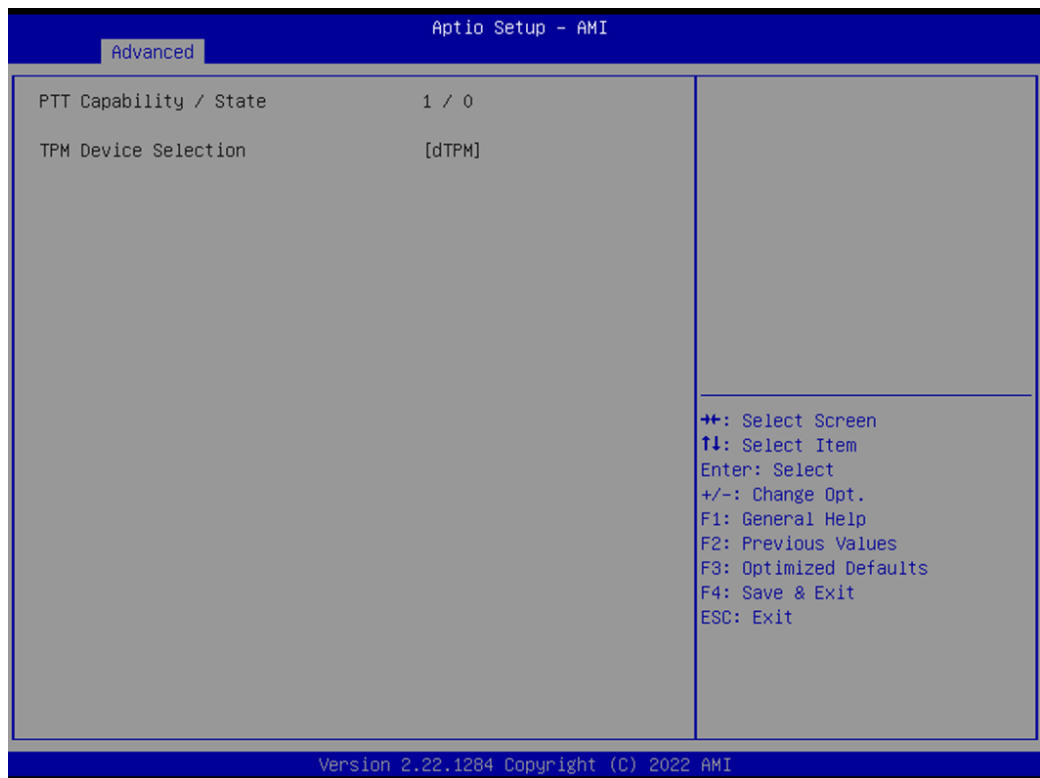 Aptio Setup - AMI
Advanced
PTT Capability / State 1 / 0
TPM Device Selection [dTPM]
→←: Select Screen
↑↓: Select Item
Enter: Select
+/-: Change Opt.
F1: General Help
F2: Previous Values
F3: Optimized Defaults
F4: Save & Exit
ESC: Exit
Version 2.22.1284 Copyright (C) 2022 AMI